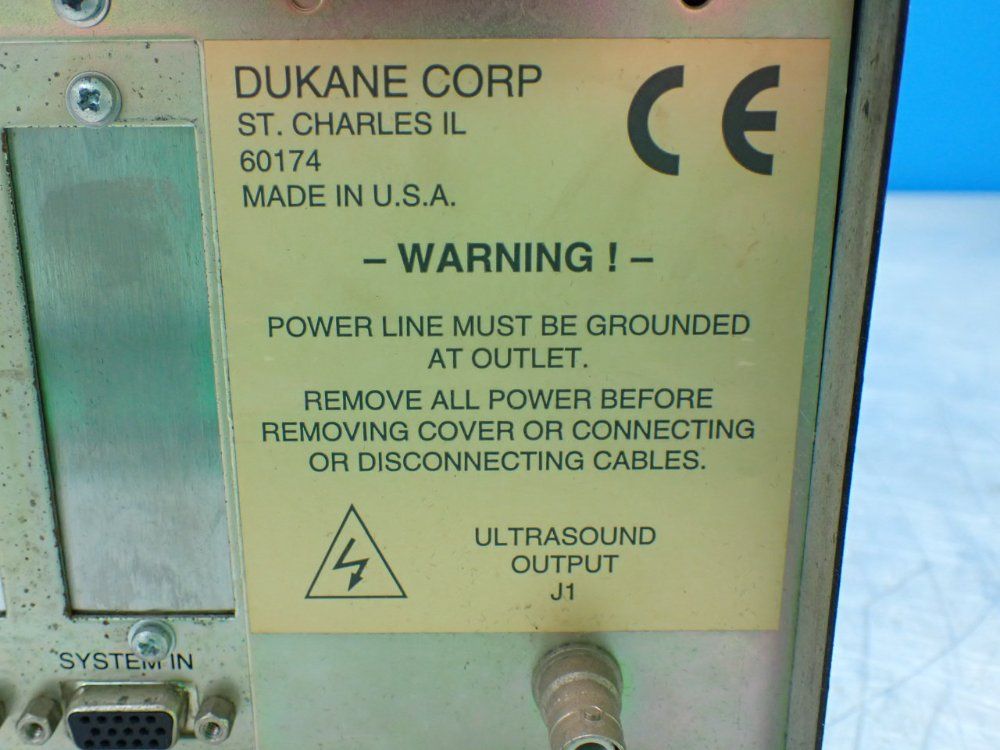 DUKANE CORP
ST. CHARLES IL
60174
MADE IN U.S.A.
CE
– WARNING ! –
POWER LINE MUST BE GROUNDED
AT OUTLET.
REMOVE ALL POWER BEFORE
REMOVING COVER OR CONNECTING
OR DISCONNECTING CABLES.
ULTRASOUND
OUTPUT
J1
SYSTEM IN